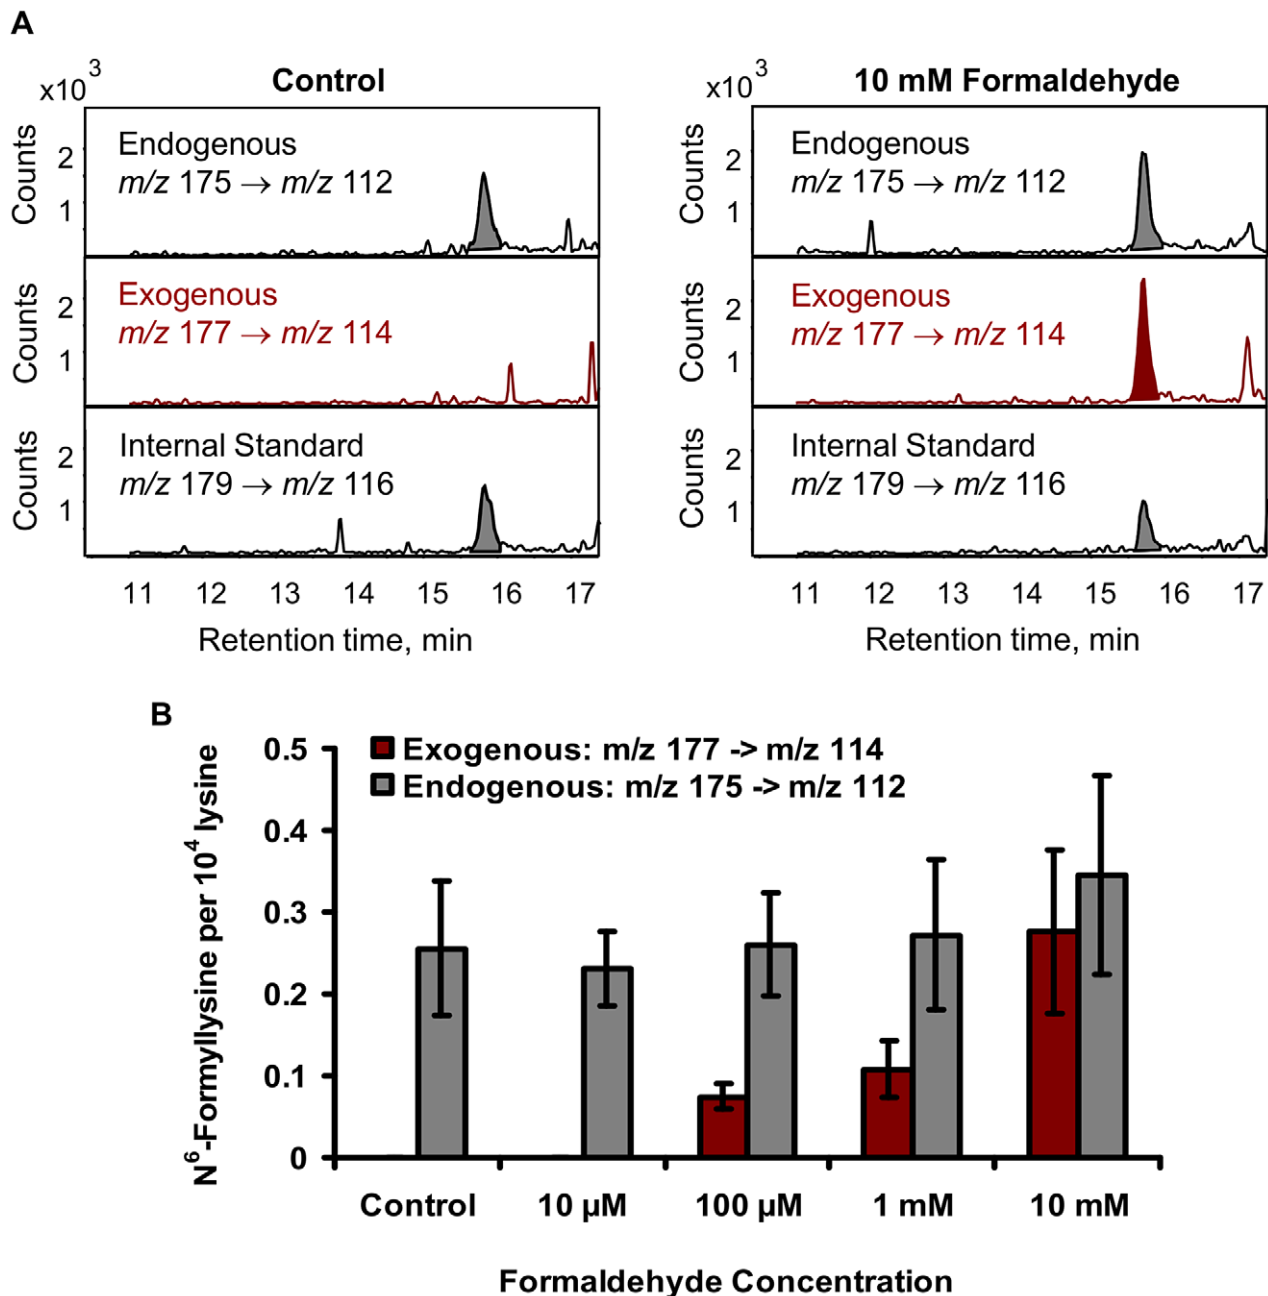 A
x10³ Control
Counts
2
1
Endogenous
m/z 175 → m/z 112
Counts
2
1
Exogenous
m/z 177 → m/z 114
Counts
2
1
Internal Standard
m/z 179 → m/z 116
11 12 13 14 15 16 17
Retention time, min
x10³ 10 mM Formaldehyde
Counts
2
1
Endogenous
m/z 175 → m/z 112
Counts
2
1
Exogenous
m/z 177 → m/z 114
Counts
2
1
Internal Standard
m/z 179 → m/z 116
11 12 13 14 15 16 17
Retention time, min
B
N⁶-Formyllysine per 10⁴ lysine
Exogenous: m/z 177 -> m/z 114
Endogenous: m/z 175 -> m/z 112
0.5
0.4
0.3
0.2
0.1
0
Control 10 µM 100 µM 1 mM 10 mM
Formaldehyde Concentration